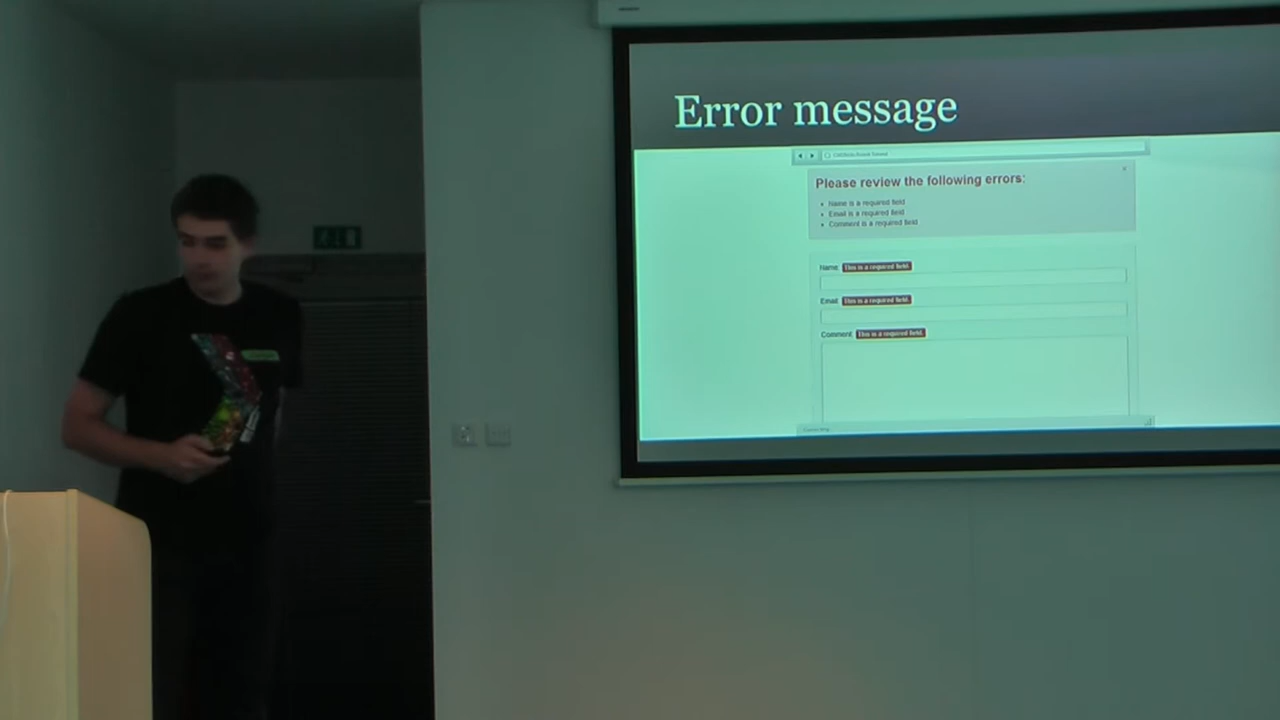 Error message
Please review the following errors:
Name is a required field
Email is a required field
Comment is a required field
Name This is a required field.
Email This is a required field.
Comment This is a required field.